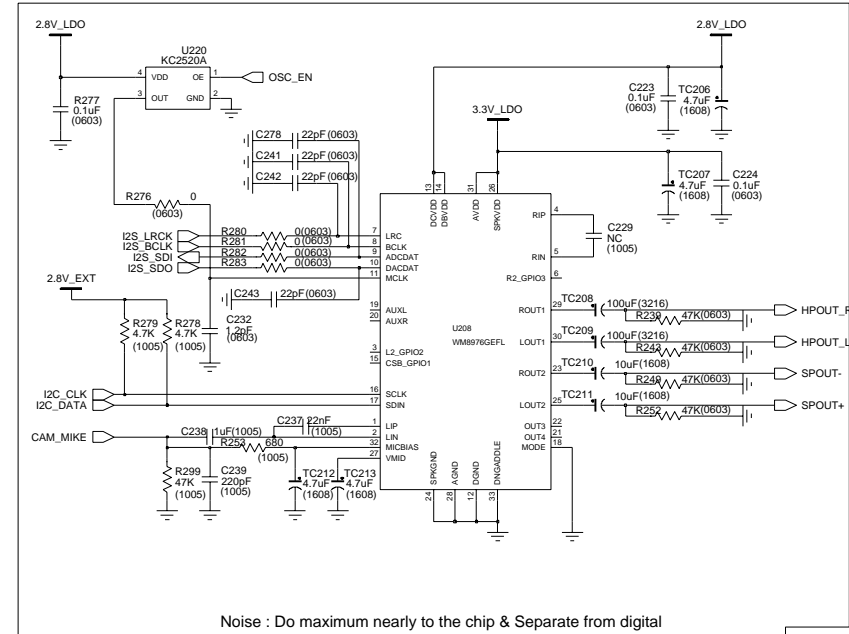 2.8V_LDO
2.8V_LDO
U220
KC2520A
4 VDD OE 1 OSC_EN
3 OUT GND 2
R277
0.1uF
(0603)
C223
0.1uF
(0603)
TC206
4.7uF
(1608)
3.3V_LDO
C278 22pF(0603)
C241 22pF(0603)
C242 22pF(0603)
TC207
4.7uF
(1608)
C224
0.1uF
(0603)
R276 0
(0603)
13 14 31 26
DCVDD DBVDD AVDD SPKVDD
I2S_LRCK R280 0(0603) 7 LRC
I2S_BCLK R281 0(0603) 8 BCLK
I2S_SDI R282 0(0603) 9 ADCDAT
I2S_SDO R283 0(0603) 10 DACDAT
11 MCLK
RIP 4
RIN 5
C229
NC
(1005)
R2_GPIO3 6
2.8V_EXT
C243 22pF(0603)
R279
4.7K
(1005)
R278
4.7K
(1005)
C232
1.2pF
(0603)
19 AUXL
20 AUXR
U208
WM8976GEFL
3 L2_GPIO2
15 CSB_GPIO1
ROUT1 29 TC208 100uF(3216) HPOUT_R
R239 47K(0603)
LOUT1 30 TC209 100uF(3216) HPOUT_L
R243 47K(0603)
ROUT2 23 TC210 10uF(1608) SPOUT-
R249 47K(0603)
LOUT2 25 TC211 10uF(1608) SPOUT+
R252 47K(0603)
I2C_CLK 16 SCLK
I2C_DATA 17 SDIN
OUT3 22
OUT4 21
MODE 18
C237 22nF
(1005)
1 LIP
CAM_MIKE C238 1uF(1005) 2 LIN
R253 680
(1005)
32 MICBIAS
27 VMID
R299
47K
(1005)
C239
220pF
(1005)
TC212
4.7uF
(1608)
TC213
4.7uF
(1608)
SPKGND AGND DGND DNGADDLE
24 28 12 33
Noise : Do maximum nearly to the chip & Separate from digital